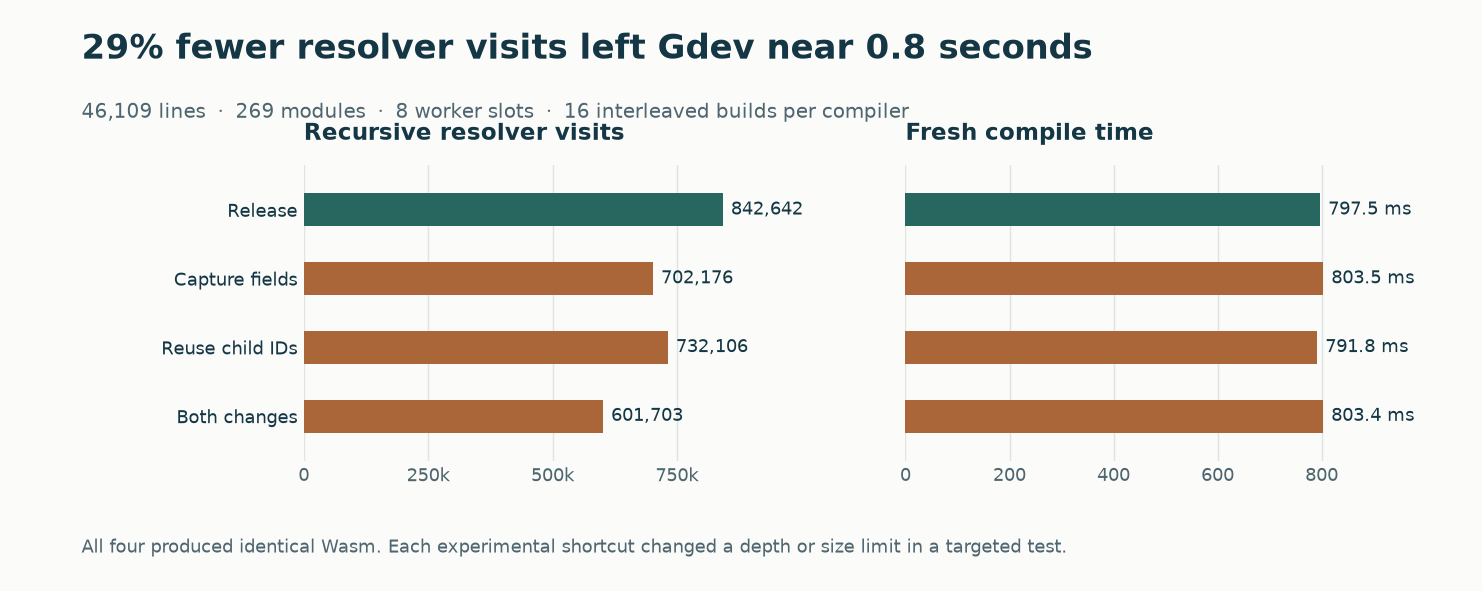 29% fewer resolver visits left Gdev near 0.8 seconds
46,109 lines · 269 modules · 8 worker slots · 16 interleaved builds per compiler
Recursive resolver visits
Release 842,642
Capture fields 702,176
Reuse child IDs 732,106
Both changes 601,703
0 250k 500k 750k
Fresh compile time
797.5 ms
803.5 ms
791.8 ms
803.4 ms
0 200 400 600 800
All four produced identical Wasm. Each experimental shortcut changed a depth or size limit in a targeted test.